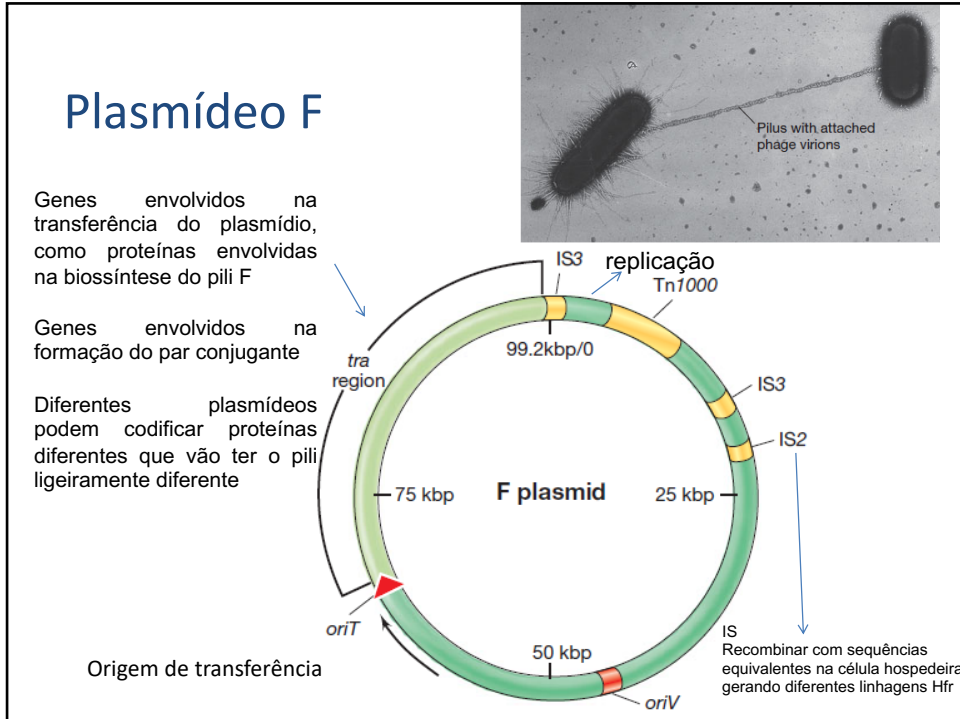 Plasmídeo F
Pilus with attached
phage virions
Genes envolvidos na
transferência do plasmídio,
como proteínas envolvidas
na biossíntese do pili F
Genes envolvidos na
formação do par conjugante
Diferentes plasmídeos
podem codificar proteínas
diferentes que vão ter o pili
ligeiramente diferente
IS3
replicação
Tn1000
99.2kbp/0
tra
region
IS3
IS2
75 kbp
F plasmid
25 kbp
oriT
50 kbp
oriV
Origem de transferência
IS
Recombinar com sequências
equivalentes na célula hospedeira
gerando diferentes linhagens Hfr